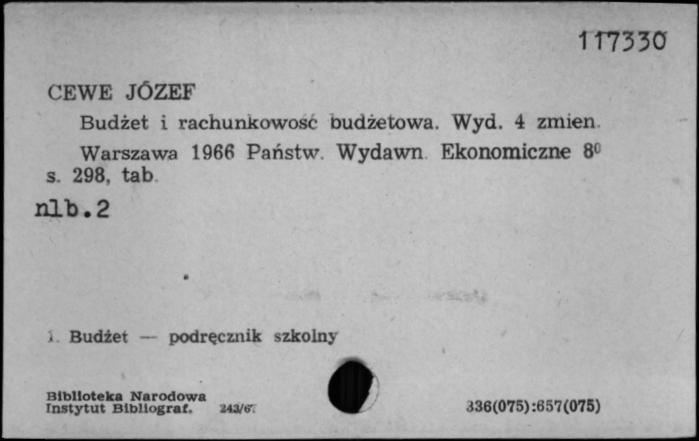 117330
CEWE JÓZEF
Budżet i rachunkowość budżetowa. Wyd. 4 zmien.
Warszawa 1966 Państw. Wydawn. Ekonomiczne 8⁰
s. 298, tab.
nlb.2
1. Budżet — podręcznik szkolny
Biblioteka Narodowa
Instytut Bibliograf. 243/67.
336(075):657(075)